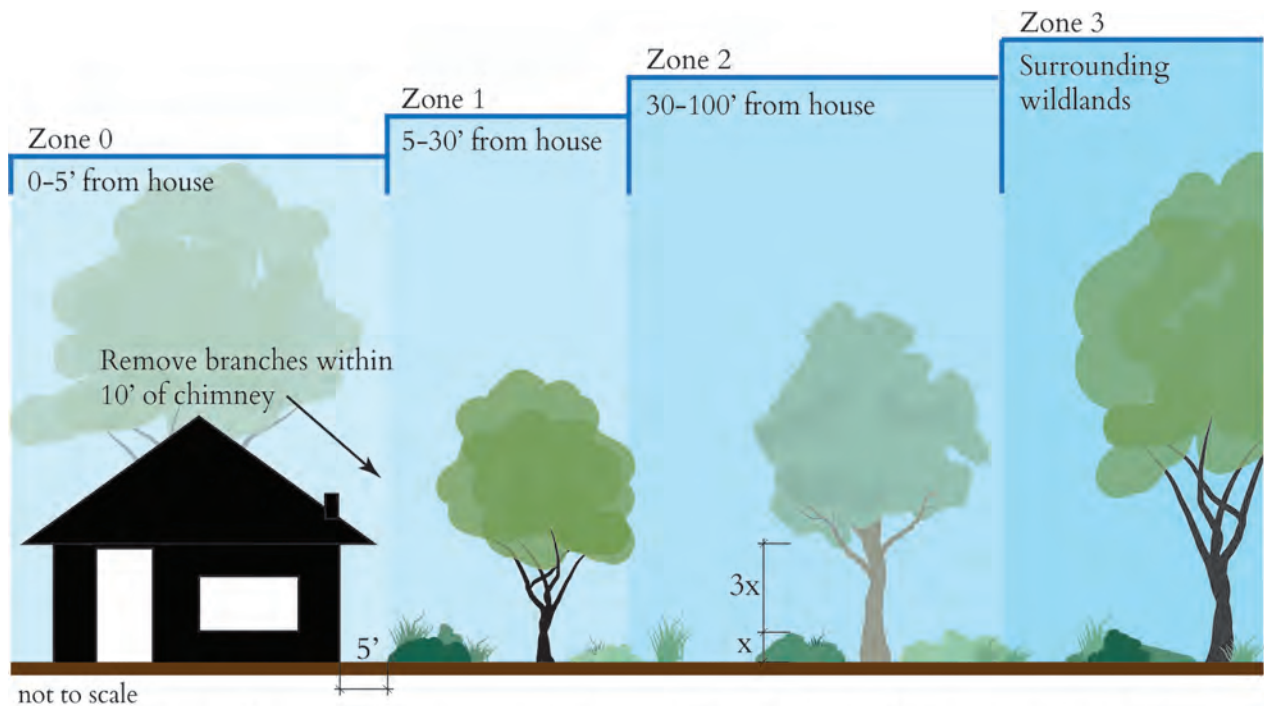 Zone 0
0-5’ from house
Zone 1
5-30’ from house
Zone 2
30-100’ from house
Zone 3
Surrounding
wildlands
Remove branches within
10’ of chimney
5’
3x
x
not to scale